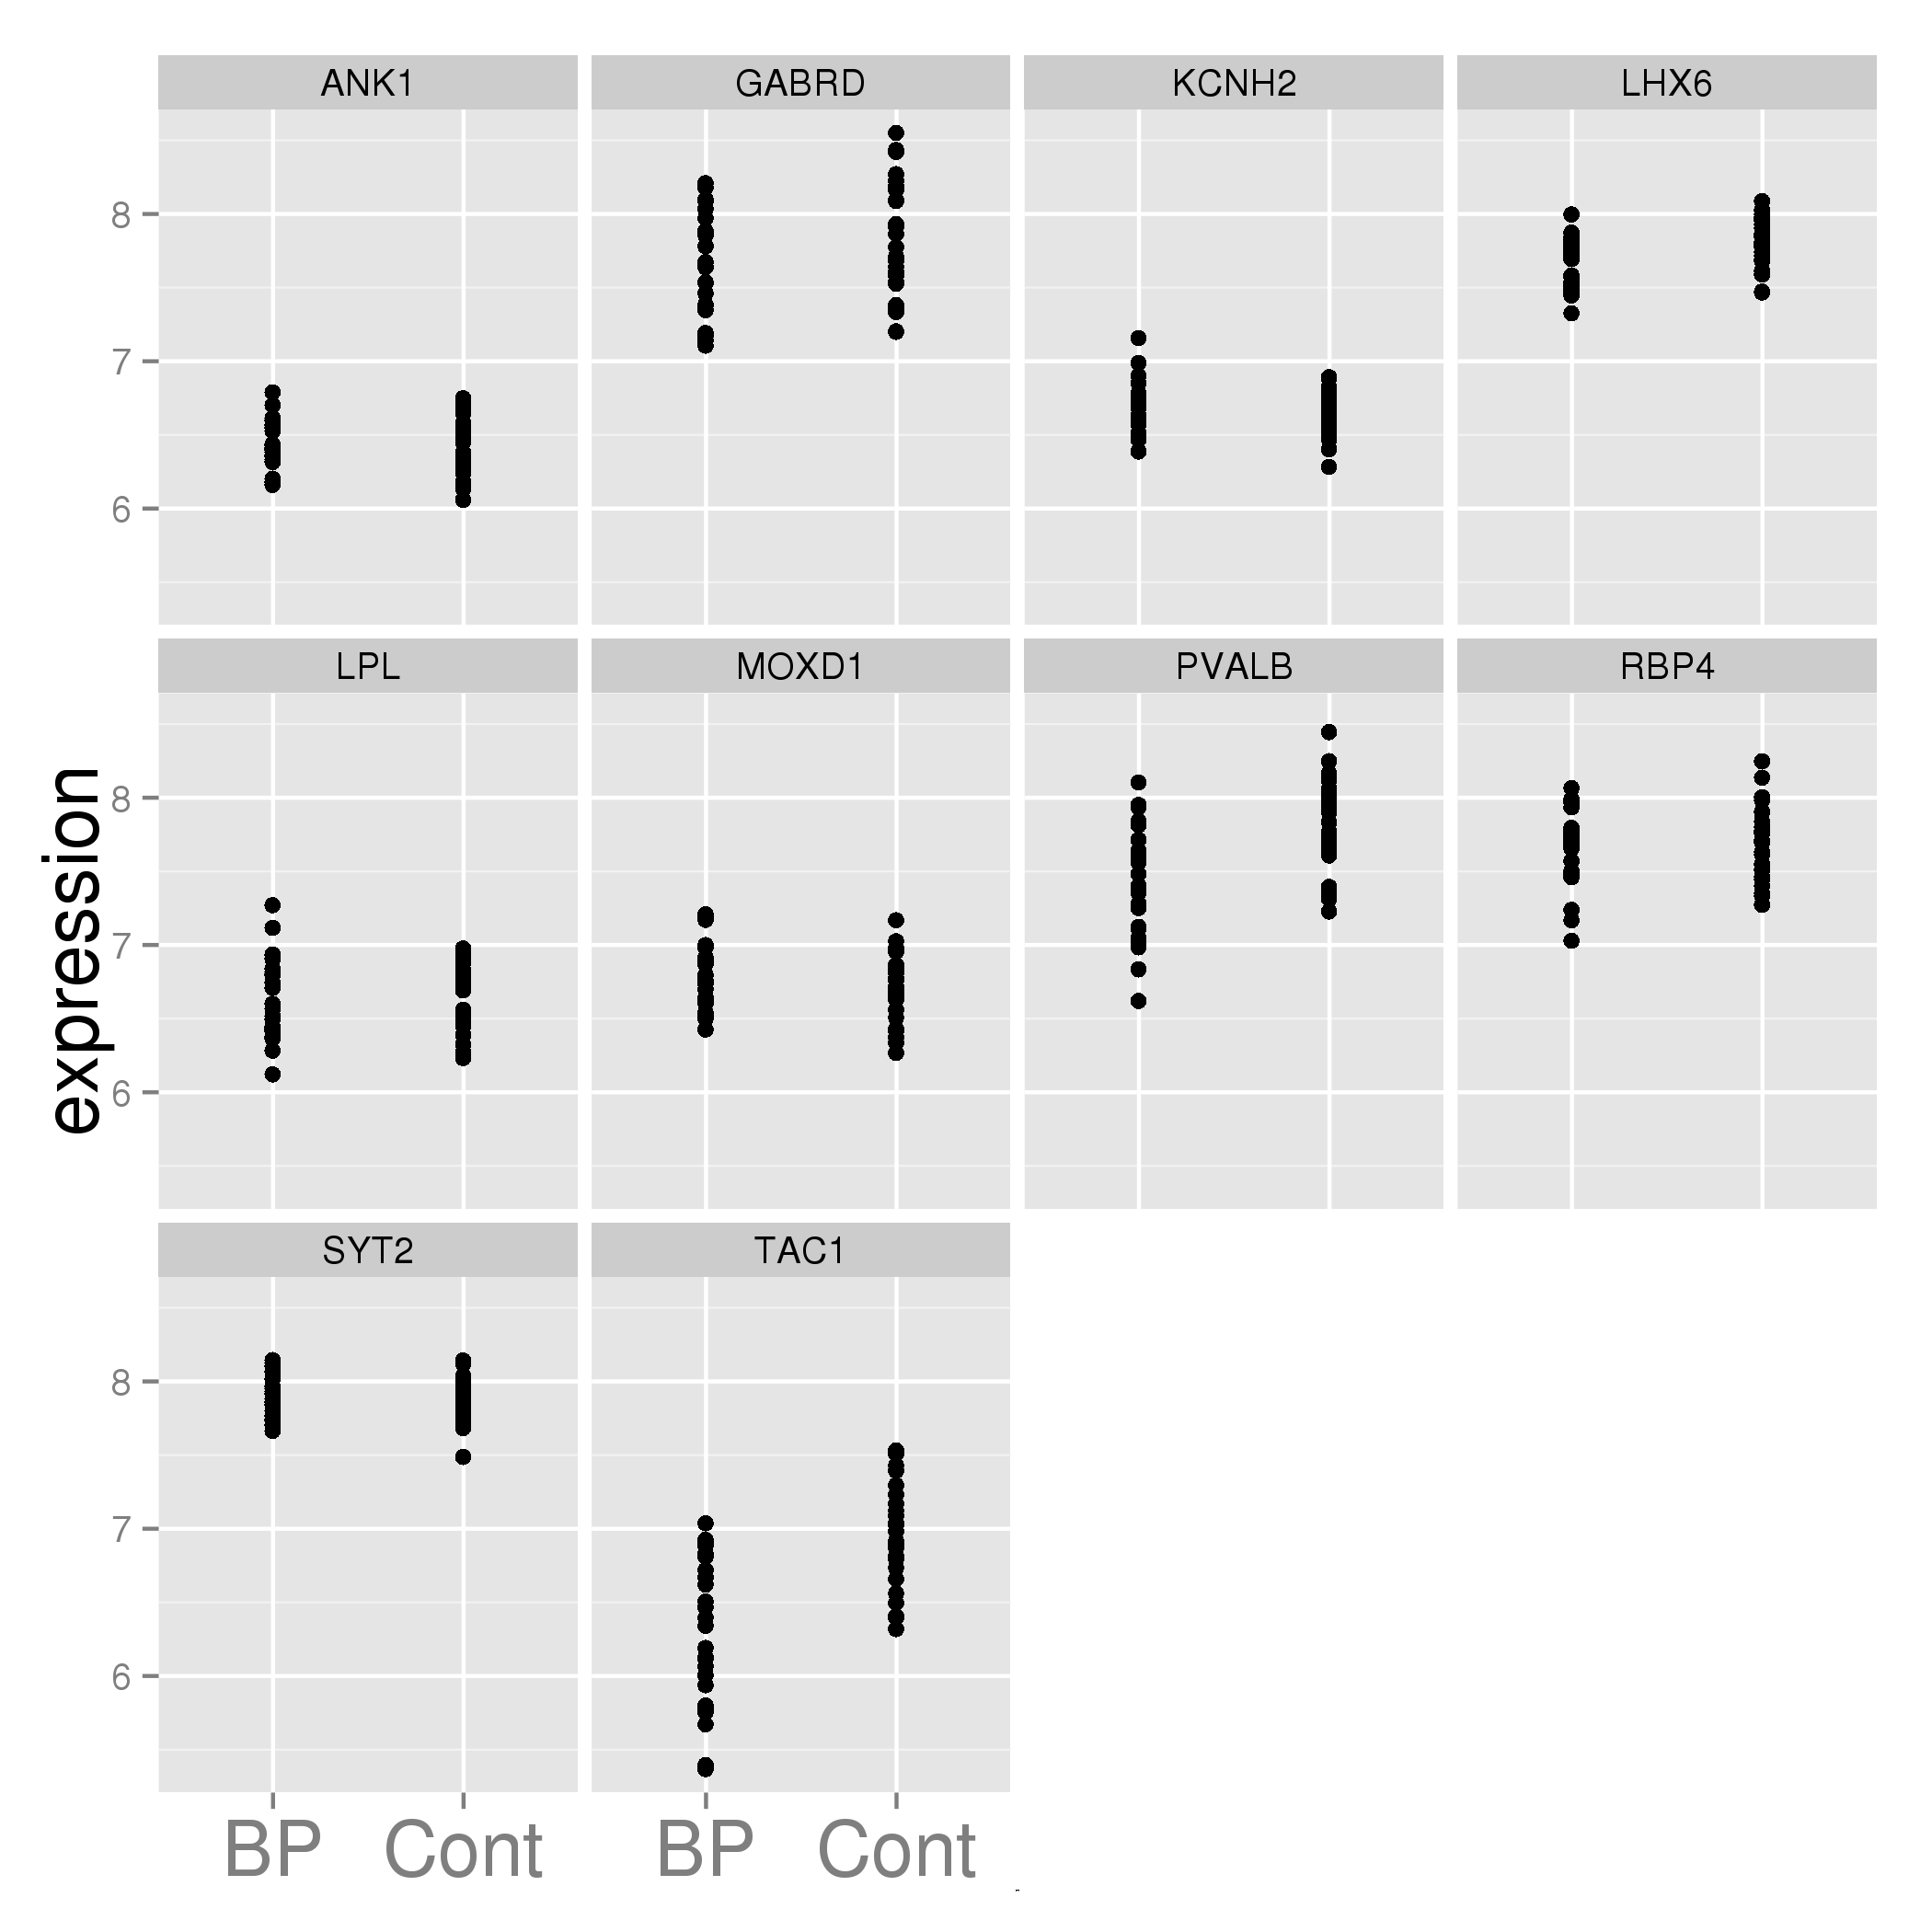 ANK1 GABRD KCNH2 LHX6
8
7
6
LPL MOXD1 PVALB RBP4
8
7
6
expression
SYT2 TAC1
8
7
6
BP Cont BP Cont